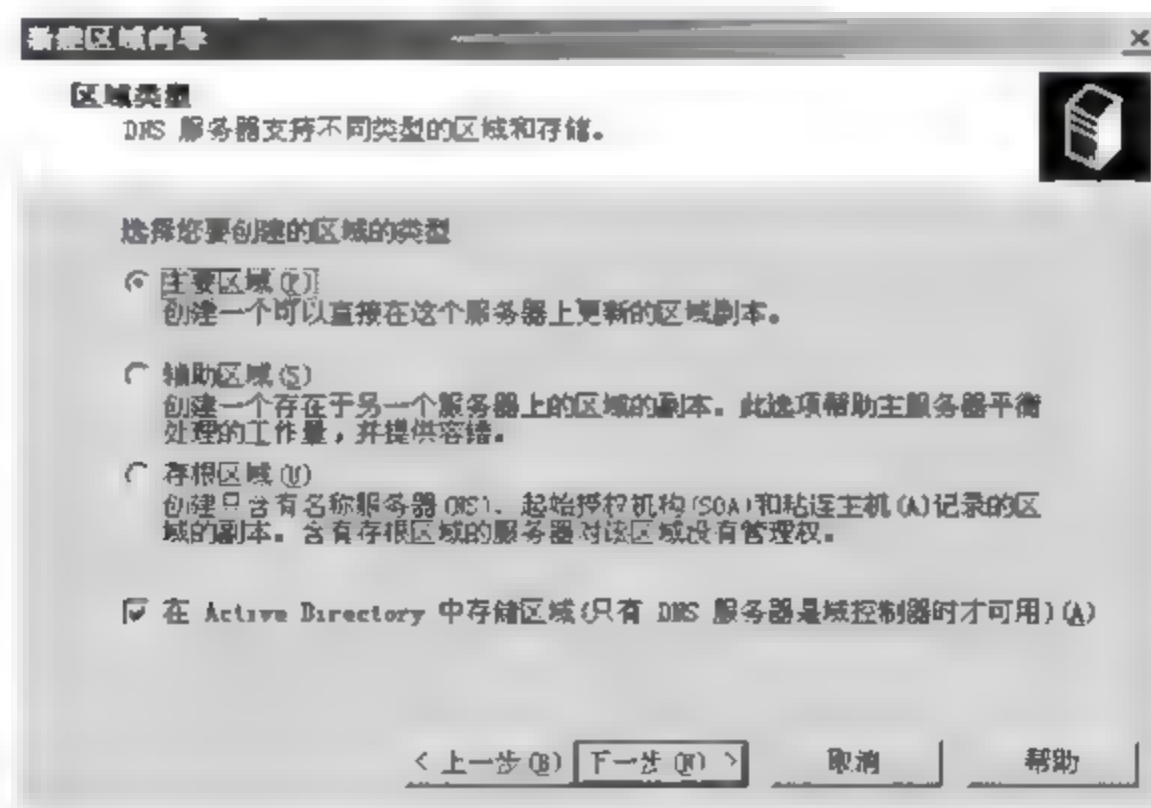 新建区域向导
区域类型
DNS 服务器支持不同类型的区域和存储。
选择您要创建的区域的类型
主要区域(P)
创建一个可以直接在这个服务器上更新的区域副本。
辅助区域(S)
创建一个存在于另一个服务器上的区域的副本。此选项帮助主服务器平衡
处理的工作量，并提供容错。
存根区域(U)
创建只含有名称服务器(NS)、起始授权机构(SOA)和粘连主机(A)记录的区
域的副本。含有存根区域的服务器对该区域没有管理权。
在 Active Directory 中存储区域(只有 DNS 服务器是域控制器时才可用)(A)
< 上一步(B) 下一步(N) > 取消 帮助